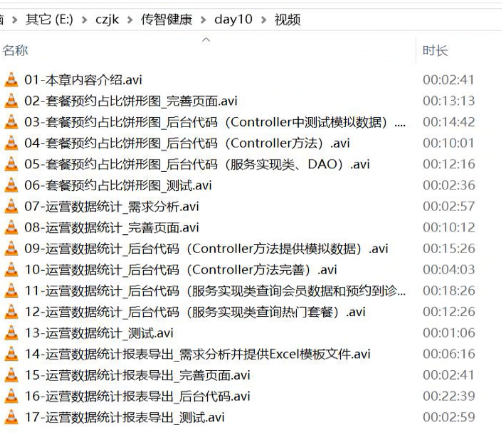 其它 (E:) > czjk > 传智健康 > day10 > 视频
名称 时长
01-本章内容介绍.avi 00:02:41
02-套餐预约占比饼形图_完善页面.avi 00:13:13
03-套餐预约占比饼形图_后台代码（Controller中测试模拟数据）.... 00:14:42
04-套餐预约占比饼形图_后台代码（Controller方法）.avi 00:10:01
05-套餐预约占比饼形图_后台代码（服务实现类、DAO）.avi 00:12:16
06-套餐预约占比饼形图_测试.avi 00:02:36
07-运营数据统计_需求分析.avi 00:02:57
08-运营数据统计_完善页面.avi 00:10:12
09-运营数据统计_后台代码（Controller方法提供模拟数据）.avi 00:15:26
10-运营数据统计_后台代码（Controller方法完善）.avi 00:04:03
11-运营数据统计_后台代码（服务实现类查询会员数据和预约到诊... 00:18:26
12-运营数据统计_后台代码（服务实现类查询热门套餐）.avi 00:12:26
13-运营数据统计_测试.avi 00:01:06
14-运营数据统计报表导出_需求分析并提供Excel模板文件.avi 00:06:16
15-运营数据统计报表导出_完善页面.avi 00:02:41
16-运营数据统计报表导出_后台代码.avi 00:22:39
17-运营数据统计报表导出_测试.avi 00:02:59